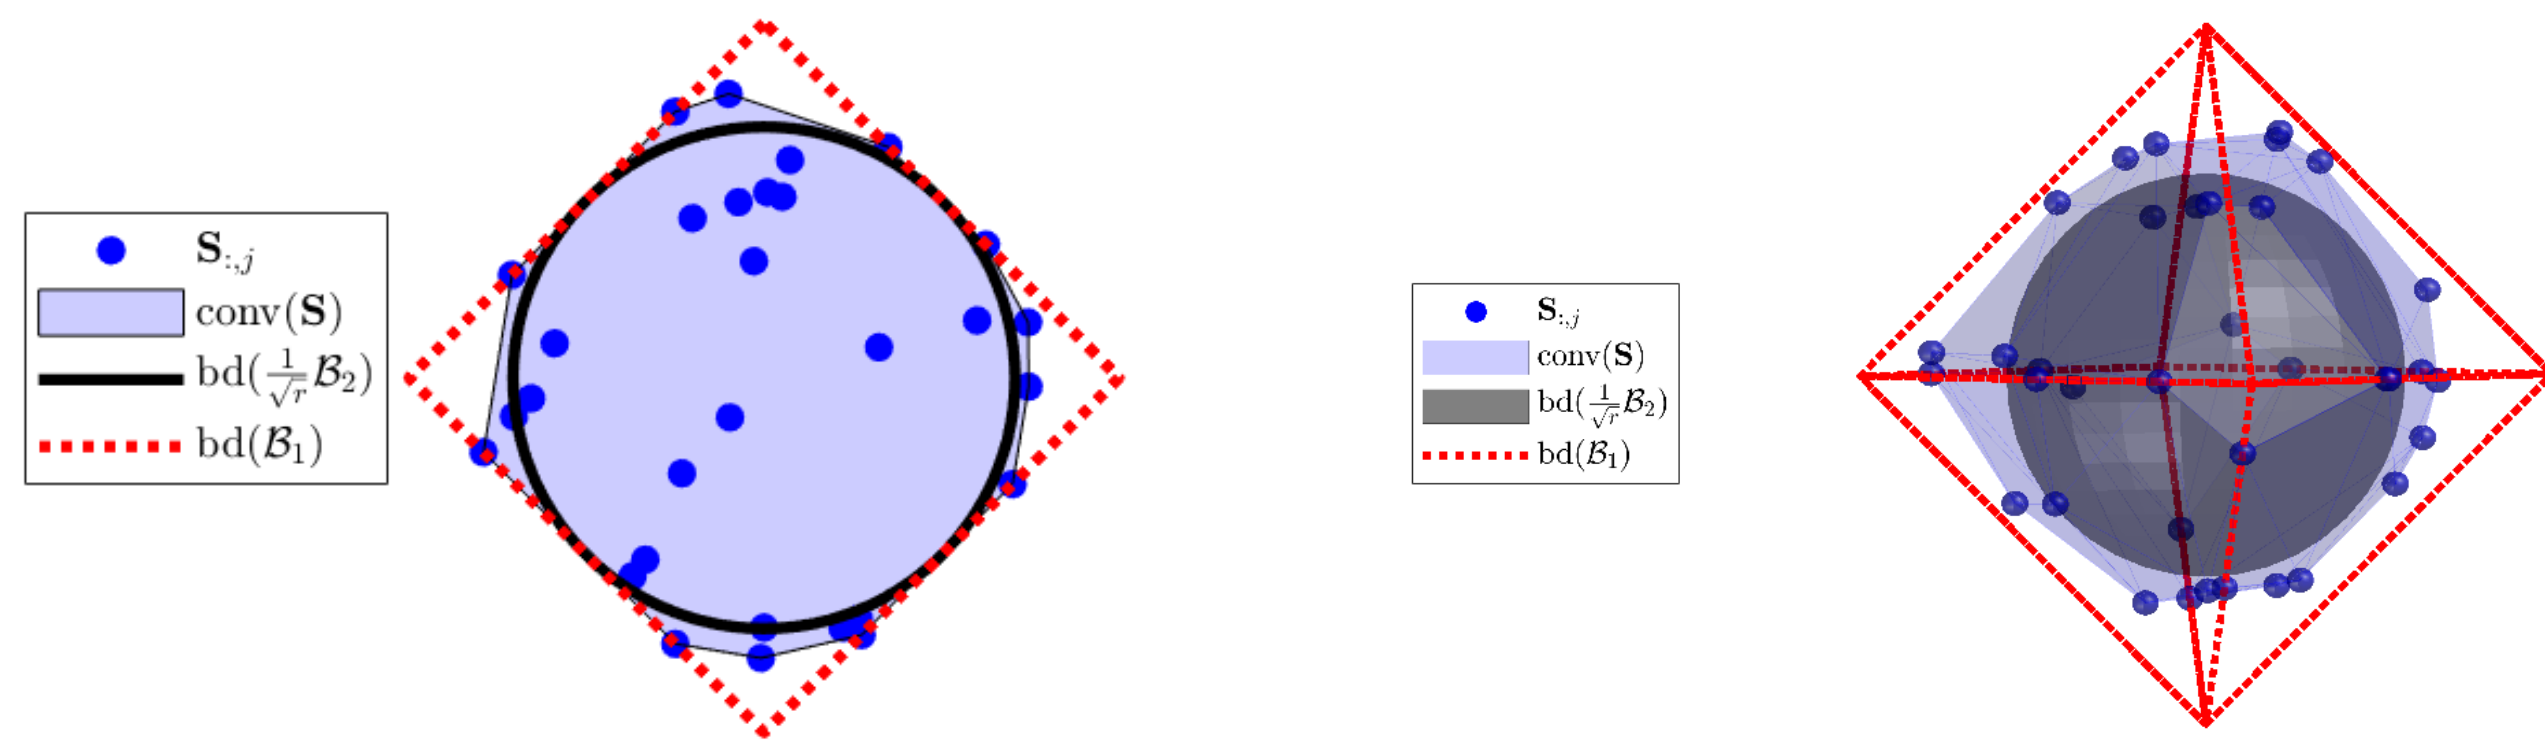 S:,j
conv(S)
bd(1/√r B2)
bd(B1)
S:,j
conv(S)
bd(1/√r B2)
bd(B1)